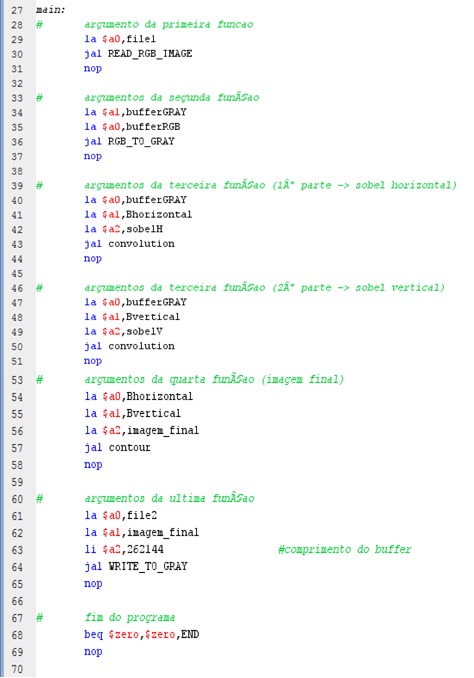 27 main:
28 # argumento da primeira funcao
29 la $a0,file1
30 jal READ_RGB_IMAGE
31 nop
32
33 # argumentos da segunda funÃ§ao
34 la $a1,bufferGRAY
35 la $a0,bufferRGB
36 jal RGB_TO_GRAY
37 nop
38
39 # argumentos da terceira funÃ§ao (1Âº parte -> sobel horizontal)
40 la $a0,bufferGRAY
41 la $a1,Bhorizontal
42 la $a2,sobelH
43 jal convolution
44 nop
45
46 # argumentos da terceira funÃ§ao (2Âº parte -> sobel vertical)
47 la $a0,bufferGRAY
48 la $a1,Bvertical
49 la $a2,sobelV
50 jal convolution
51 nop
53 # argumentos da quarta funÃ§ao (imagem final)
54 la $a0,Bhorizontal
55 la $a1,Bvertical
56 la $a2,imagem_final
57 jal contour
58 nop
59
60 # argumentos da ultima funÃ§ao
61 la $a0,file2
62 la $a1,imagem_final
63 li $a2,262144 #comprimento do buffer
64 jal WRITE_TO_GRAY
65 nop
66
67 # fim do programa
68 beq $zero,$zero,END
69 nop
70